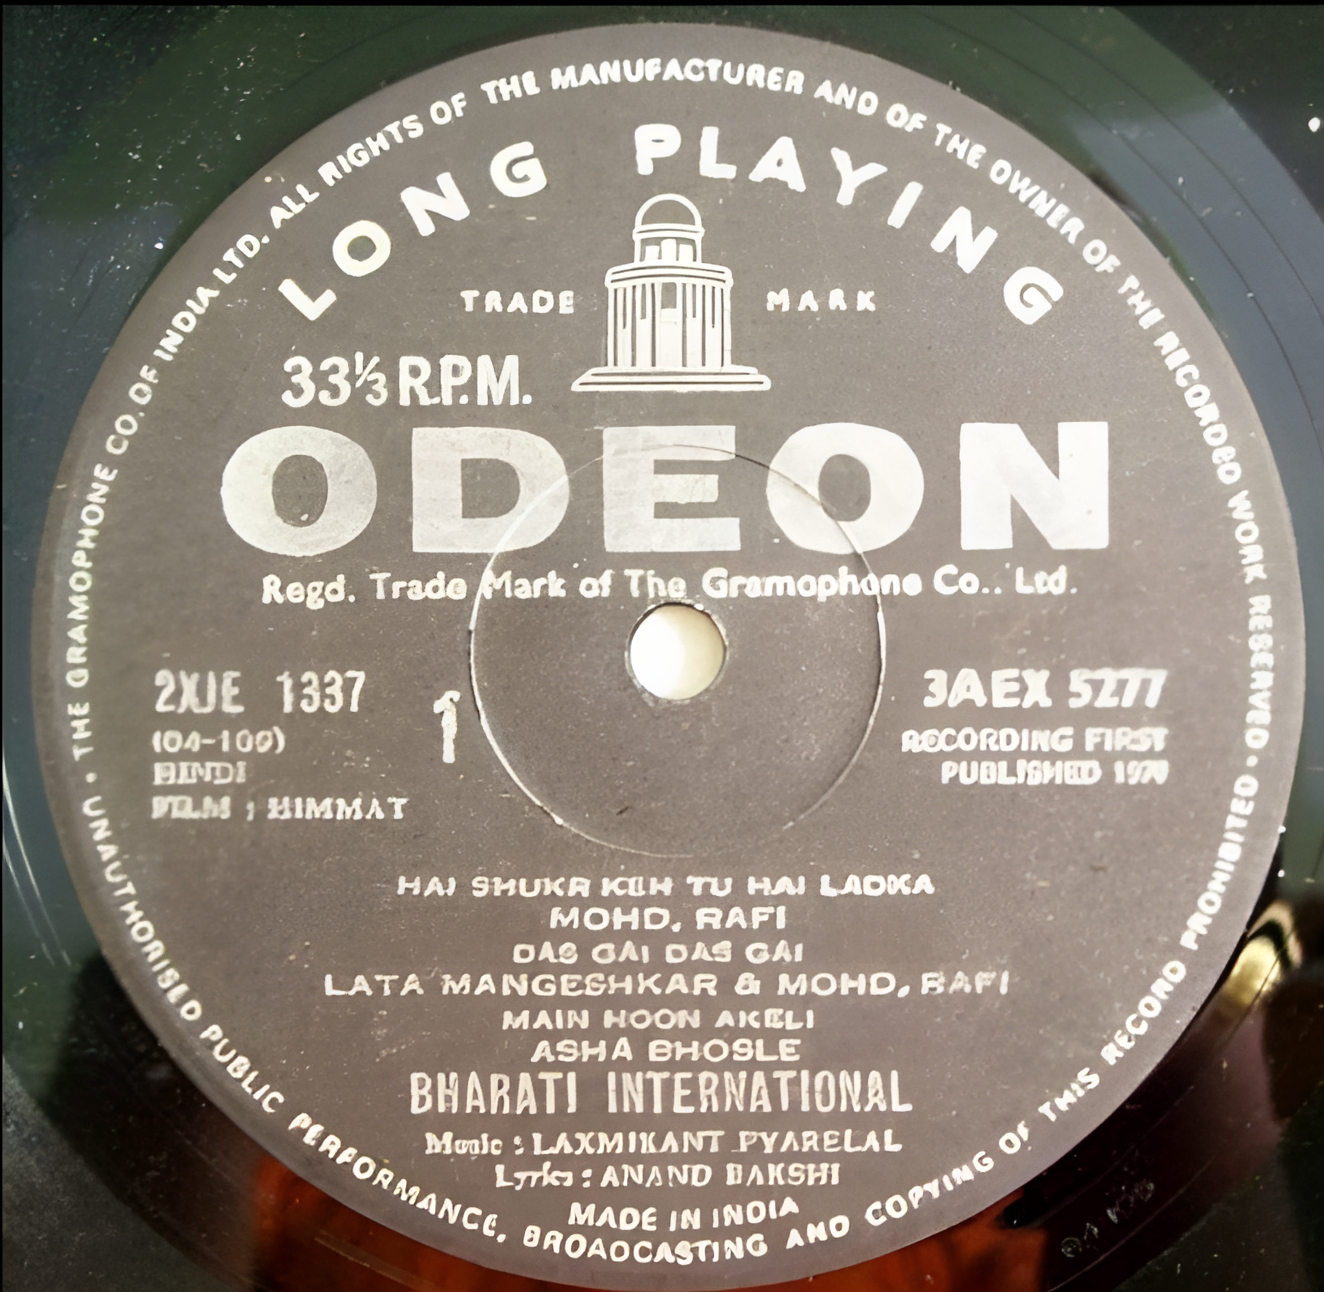 THE GRAMOPHONE CO. OF INDIA LTD. ALL RIGHTS OF THE MANUFACTURER AND OF THE OWNER OF THE RECORDED WORK RESERVED • UNAUTHORISED PUBLIC PERFORMANCE, BROADCASTING AND COPYING OF THIS RECORD PROHIBITED •
LONG PLAYING
TRADE MARK
33⅓ R.P.M.
ODEON
Regd. Trade Mark of The Gramophone Co.. Ltd.
2XJE 1337
1
3AEX 5277
(04-100)
RECORDING FIRST
HINDI
PUBLISHED 1970
FILM : HIMMAT
HAI SHUKR KEH TU HAI LADKA
MOHD. RAFI
DAS GAI DAS GAI
LATA MANGESHKAR & MOHD. RAFI
MAIN HOON AKELI
ASHA BHOSLE
BHARATI INTERNATIONAL
Music : LAXMIKANT PYARELAL
Lyrics : ANAND BAKSHI
MADE IN INDIA